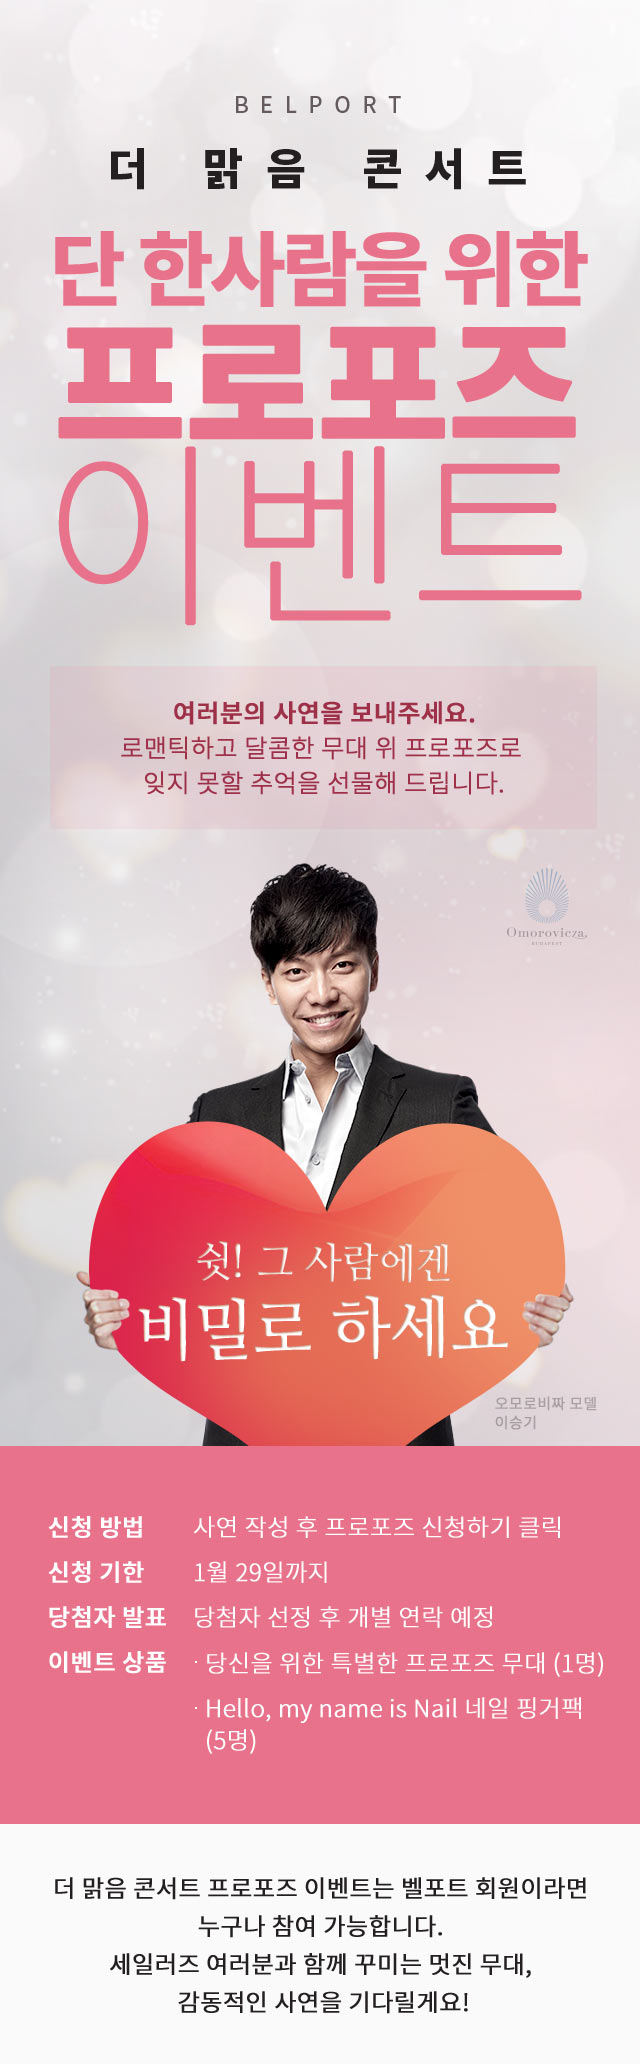 BELPORT
더 맑음 콘서트
단 한사람을 위한
프로포즈
이벤트
여러분의 사연을 보내주세요.
로맨틱하고 달콤한 무대 위 프로포즈로
잊지 못할 추억을 선물해 드립니다.
Omorovicza
BUDAPEST
쉿! 그 사람에겐
비밀로 하세요
오모로비짜 모델
이승기
신청 방법 사연 작성 후 프로포즈 신청하기 클릭
신청 기한 1월 29일까지
당첨자 발표 당첨자 선정 후 개별 연락 예정
이벤트 상품 · 당신을 위한 특별한 프로포즈 무대 (1명)
· Hello, my name is Nail 네일 핑거팩
(5명)
더 맑음 콘서트 프로포즈 이벤트는 벨포트 회원이라면
누구나 참여 가능합니다.
세일러즈 여러분과 함께 꾸미는 멋진 무대,
감동적인 사연을 기다릴게요!